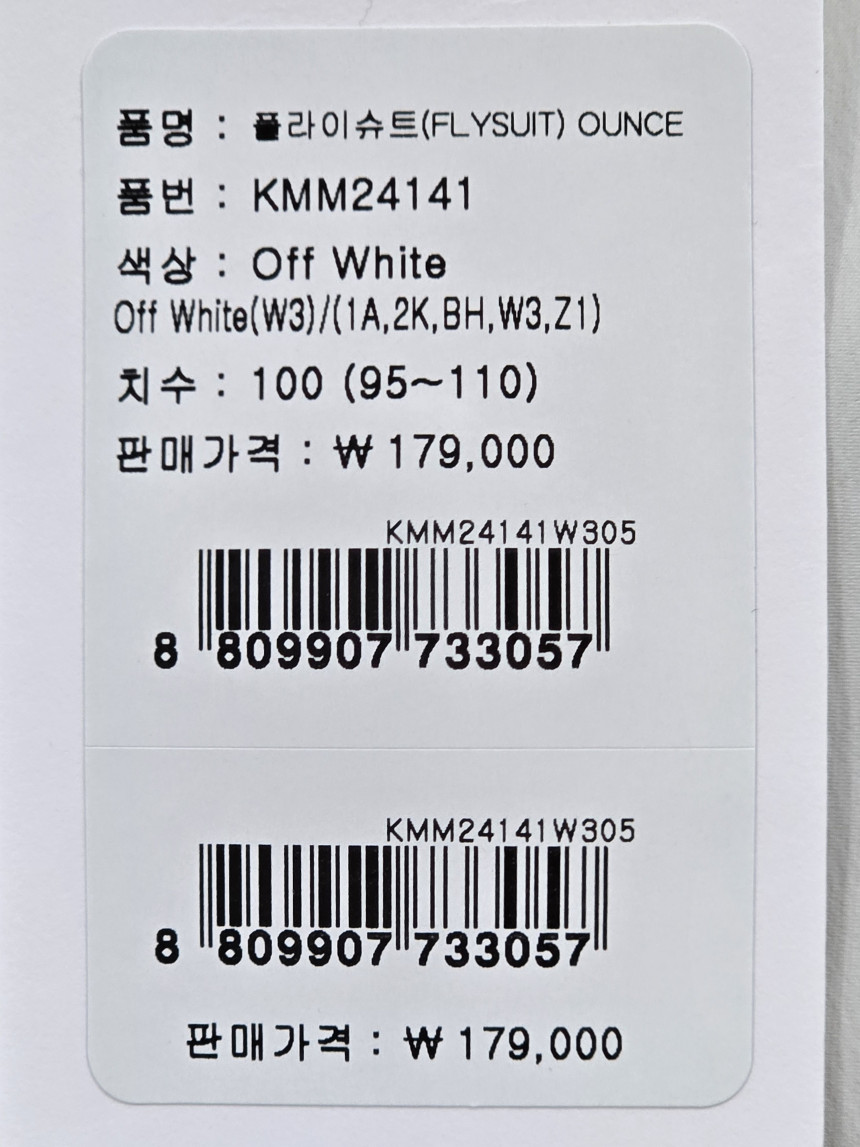 품명 : 플라이슈트(FLYSUIT) OUNCE
품번 : KMM24141
색상 : Off White
Off White(W3)/(1A,2K,BH,W3,Z1)
치수 : 100 (95~110)
판매가격 : ₩ 179,000
KMM24141W305
8 809907 733057
KMM24141W305
8 809907 733057
판매가격 : ₩ 179,000